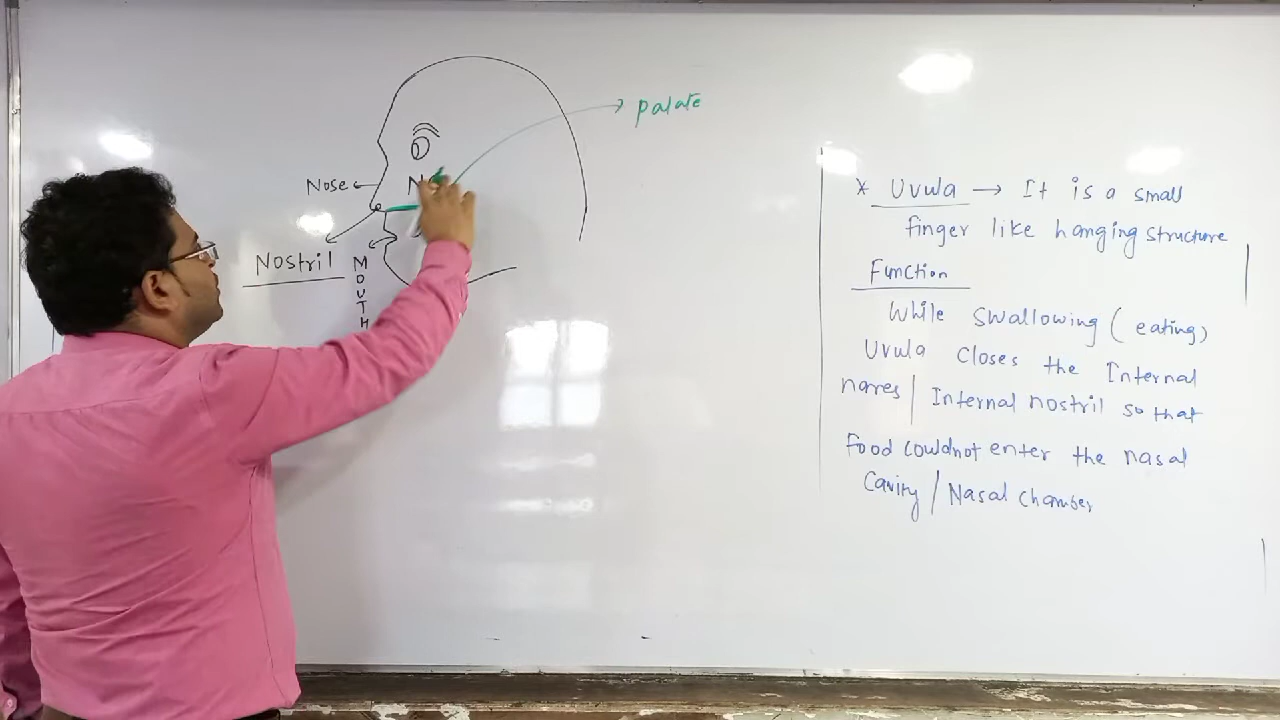 palate
Nose
N
Nostril
MOUTH
* Uvula → It is a small
finger like hanging structure
Function
While swallowing (eating,
Uvula closes the Internal
nares/ Internal nostril so that
Food couldnot enter the nasal
Cavity / Nasal chamber